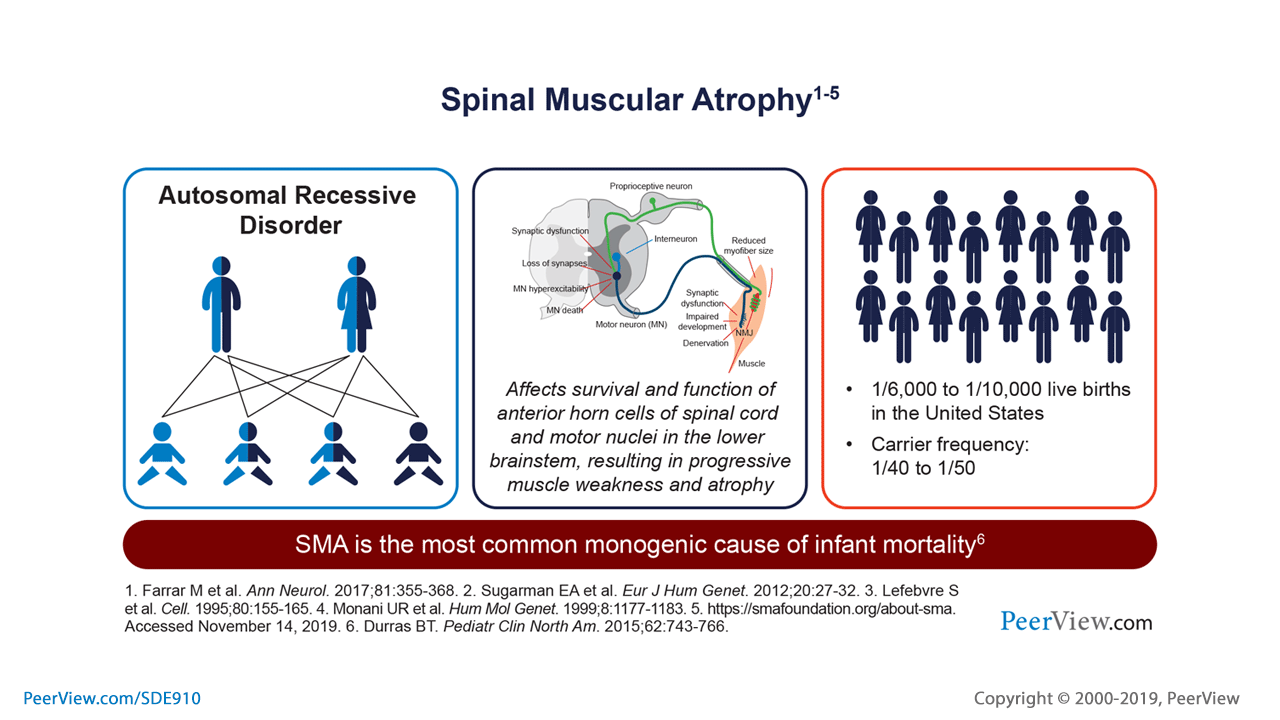 Spinal Muscular Atrophy1-5
Autosomal Recessive
Disorder
Proprioceptive neuron
Synaptic dysfunction
Interneuron
Loss of synapses
MN hyperexcitability
MN death
Motor neuron (MN)
Reduced
myofiber size
Synaptic
dysfunction
Impaired
development
Denervation
NMJ
Muscle
Affects survival and function of
anterior horn cells of spinal cord
and motor nuclei in the lower
brainstem, resulting in progressive
muscle weakness and atrophy
• 1/6,000 to 1/10,000 live births
in the United States
• Carrier frequency:
1/40 to 1/50
SMA is the most common monogenic cause of infant mortality6
1. Farrar M et al. Ann Neurol. 2017;81:355-368. 2. Sugarman EA et al. Eur J Hum Genet. 2012;20:27-32. 3. Lefebvre S
et al. Cell. 1995;80:155-165. 4. Monani UR et al. Hum Mol Genet. 1999;8:1177-1183. 5. https://smafoundation.org/about-sma.
Accessed November 14, 2019. 6. Durras BT. Pediatr Clin North Am. 2015;62:743-766.
PeerView.com
PeerView.com/SDE910
Copyright © 2000-2019, PeerView